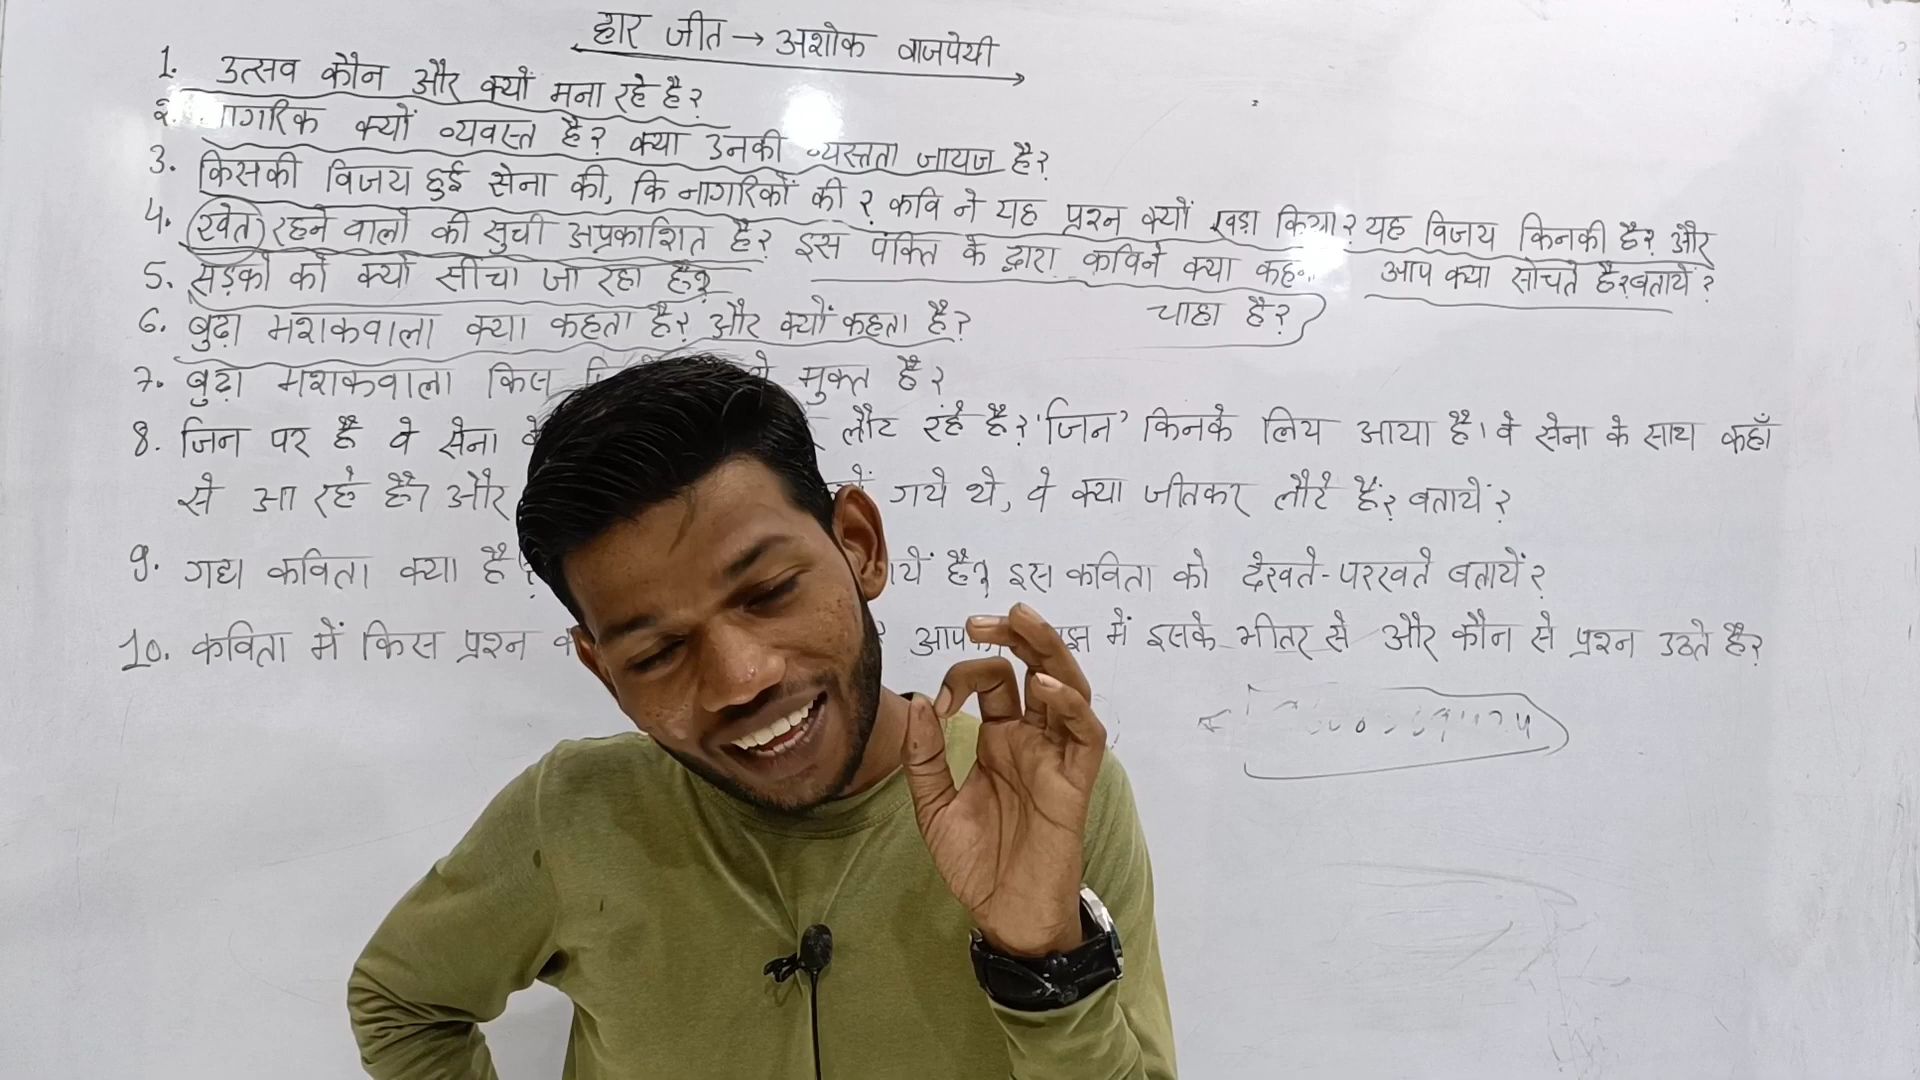 हार जीत → अशोक वाजपेयी
1. उत्सव कौन और क्यों मना रहे है?
2. नागरिक क्यों व्यवस्त है? क्या उनकी व्यस्तता जायज है?
3. किसकी विजय हुई सेना की, कि नागरिकों की? कवि ने यह प्रश्न क्यों खड़ा किया? यह विजय किनकी है? और
आप क्या सोचते है? बतायें?
4. खेत रहने वालो की सुची अप्रकाशित है? इस पंक्ति के द्वारा कविने क्या
चाहा है?
5. सड़को को क्यो सींचा जा रहा है?
6. बुढ़ा मशकवाला क्या कहता है? और क्यों कहता है?
7. बुढ़ा मशकवाला किस मुक्त है?
8. जिन पर है वे सेना लौट रहे है? 'जिन' किनके लिय आया है। वे सेना के साथ कहाँ
से आ रहे है? और गये थे, वे क्या जीतकर लौटे हैं? बतायें?
9. गद्य कविता क्या है? इस कविता को देखते-परखते बतायें?
10. कविता में किस प्रश्न में इसके भीतर से और कौन से प्रश्न उठते है?